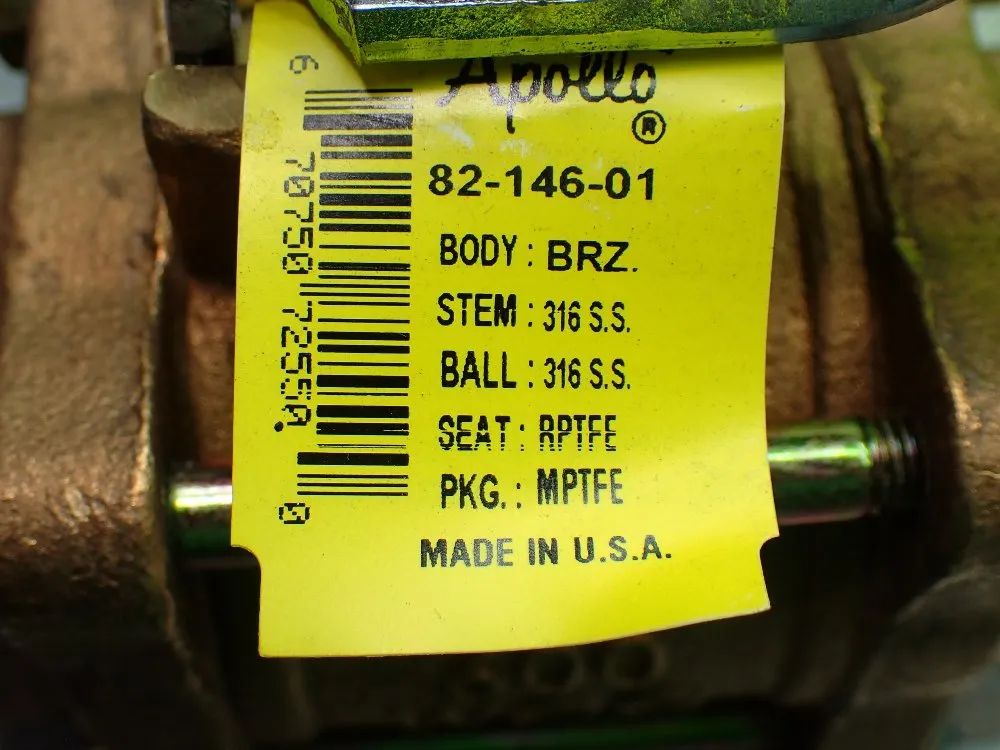 Apollo
®
82-146-01
BODY : BRZ.
STEM : 316 S.S.
BALL : 316 S.S.
SEAT : RPTFE
PKG. : MPTFE
MADE IN U.S.A.
6 70750 72550 0